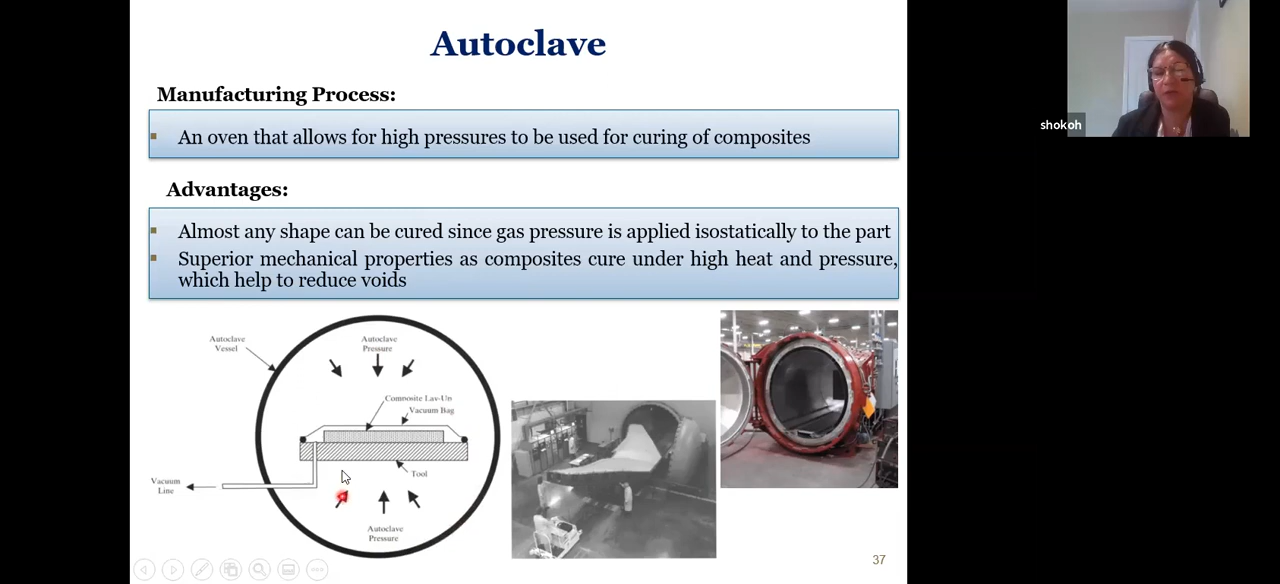 Autoclave
Manufacturing Process:
▪ An oven that allows for high pressures to be used for curing of composites
Advantages:
▪ Almost any shape can be cured since gas pressure is applied isostatically to the part
▪ Superior mechanical properties as composites cure under high heat and pressure,
which help to reduce voids
Autoclave
Vessel
Autoclave
Pressure
Composite Lay-Up
Vacuum Bag
Tool
Vacuum
Line
Autoclave
Pressure
37
shokoh